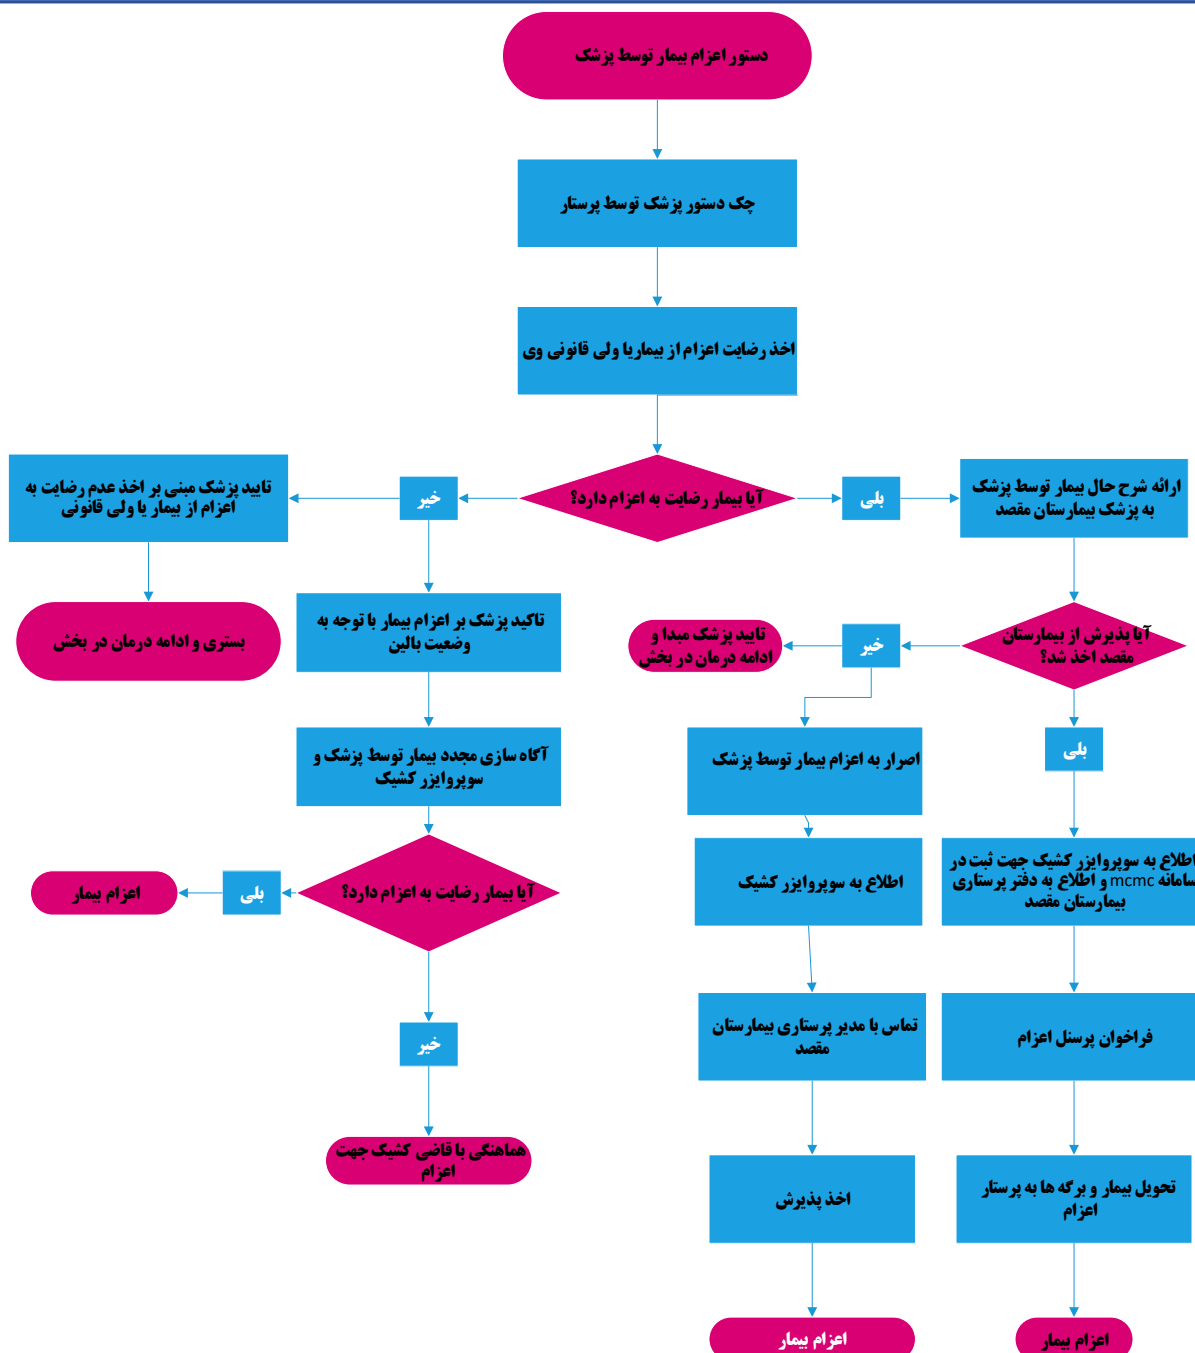 دستور اعزام بیمار توسط پزشک
چک دستور پزشک توسط پرستار
اخذ رضایت اعزام از بیماریا ولی قانونی وی
آیا بیمار رضایت به اعزام دارد؟
بلی
خیر
ارائه شرح حال بیمار توسط پزشک
به پزشک بیمارستان مقصد
تایید پزشک مبنی بر اخذ عدم رضایت به
اعزام از بیمار یا ولی قانونی
بستری و ادامه درمان در بخش
تاکید پزشک بر اعزام بیمار با توجه به
وضعیت بالین
آیا پذیرش از بیمارستان
مقصد اخذ شد؟
خیر
تایید پزشک مبدا و
ادامه درمان در بخش
بلی
اصرار به اعزام بیمار توسط پزشک
آگاه سازی مجدد بیمار توسط پزشک و
سوپروایزر کشیک
اطلاع به سوپروایزر کشیک جهت ثبت در
سامانه mcmc و اطلاع به دفتر پرستاری
بیمارستان مقصد
اطلاع به سوپروایزر کشیک
آیا بیمار رضایت به اعزام دارد؟
بلی
اعزام بیمار
فراخوان پرسنل اعزام
تماس با مدیر پرستاری بیمارستان
مقصد
خیر
هماهنگی با قاضی کشیک جهت
اعزام
تحویل بیمار و برگه ها به پرستار
اعزام
اخذ پذیرش
اعزام بیمار
اعزام بیمار